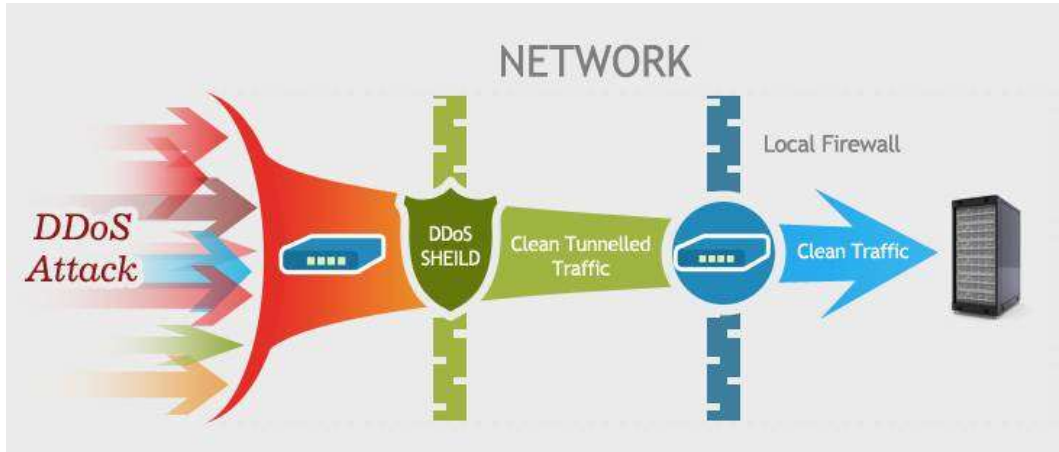 NETWORK
Local Firewall
DDoS
Attack
DDoS
SHEILD
Clean Tunnelled
Traffic
Clean Traffic